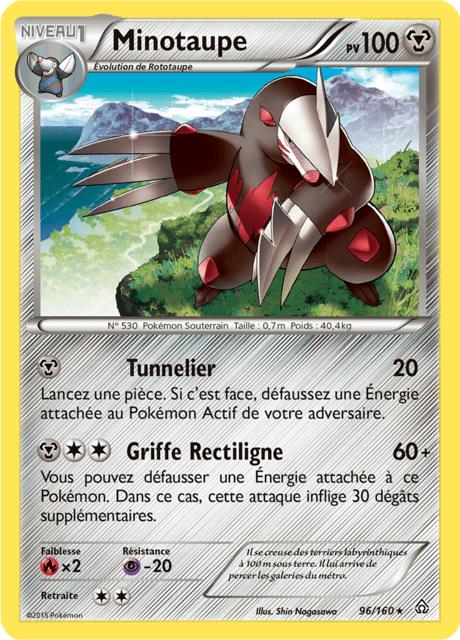 NIVEAU 1
Minotaupe
PV 100
Évolution de Rototaupe
N° 530 Pokémon Souterrain Taille : 0,7m Poids : 40,4kg
Tunnelier 20
Lancez une pièce. Si c'est face, défaussez une Énergie
attachée au Pokémon Actif de votre adversaire.
Griffe Rectiligne 60+
Vous pouvez défausser une Énergie attachée à ce
Pokémon. Dans ce cas, cette attaque inflige 30 dégâts
supplémentaires.
Faiblesse Résistance
×2 -20
Retraite
Il se creuse des terriers labyrinthiques
à 100 m sous terre. Il lui arrive de
percer les galeries du métro.
©2015 Pokémon
Illus. Shin Nagasawa
96/160 ★